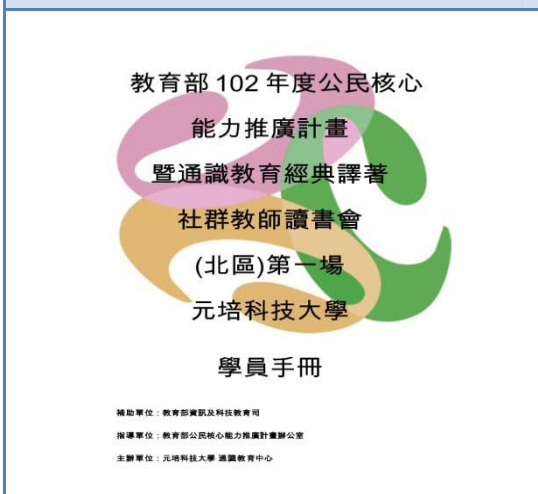 教育部 102 年度公民核心
能力推廣計畫
暨通識教育經典譯著
社群教師讀書會
(北區)第一場
元培科技大學
學員手冊
補助單位：教育部資訊及科技教育司
指導單位：教育部公民核心能力推廣計畫辦公室
主辦單位：元培科技大學 通識教育中心